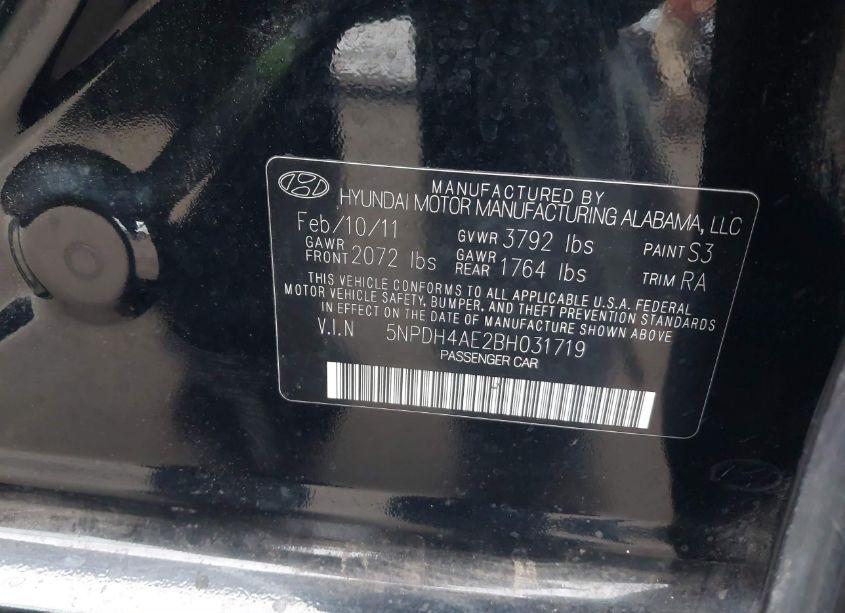 MANUFACTURED BY
HYUNDAI MOTOR MANUFACTURING ALABAMA, LLC
Feb/10/11 GVWR 3792 lbs PAINT S3
GAWR FRONT 2072 lbs GAWR REAR 1764 lbs TRIM RA
THIS VEHICLE CONFORMS TO ALL APPLICABLE U.S.A. FEDERAL
MOTOR VEHICLE SAFETY, BUMPER, AND THEFT PREVENTION STANDARDS
IN EFFECT ON THE DATE OF MANUFACTURE SHOWN ABOVE
V.I.N 5NPDH4AE2BH031719
PASSENGER CAR